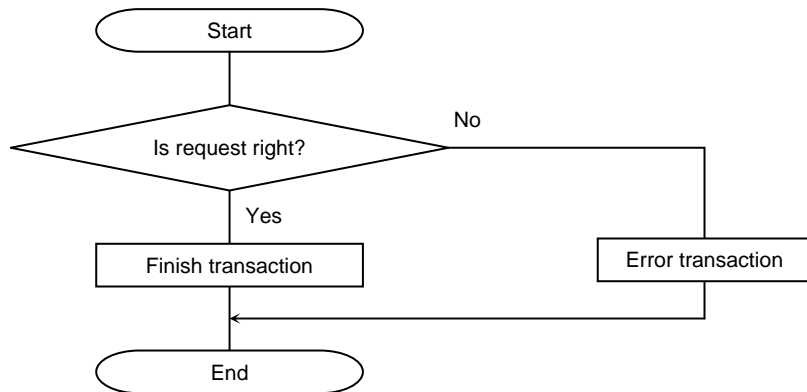 Start
Is request right?
No
Yes
Finish transaction
Error transaction
End